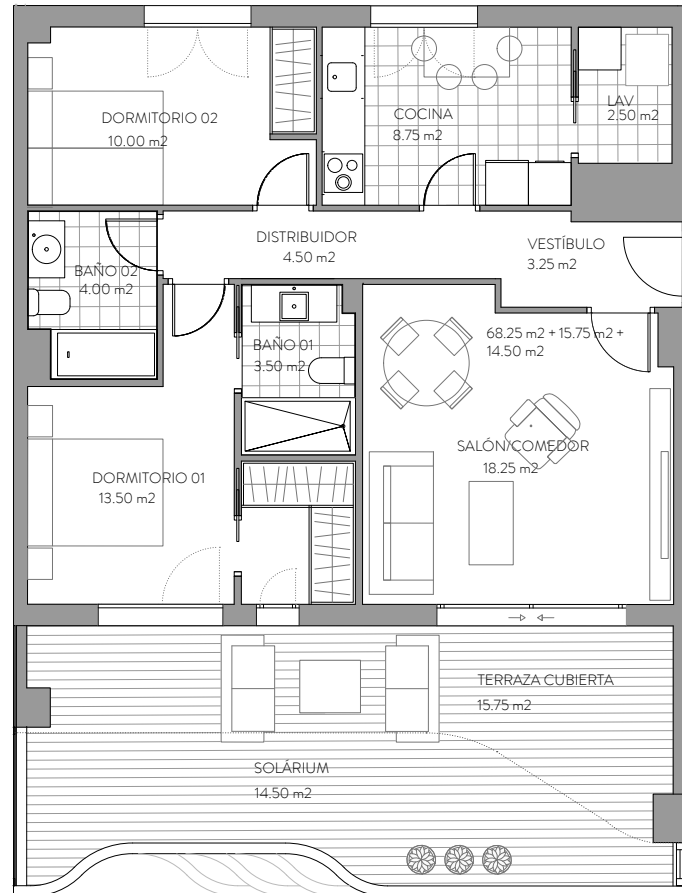 DORMITORIO 02
10.00 m2
COCINA
8.75 m2
LAV
2.50 m2
DISTRIBUIDOR
4.50 m2
VESTÍBULO
3.25 m2
BAÑO 02
4.00 m2
BAÑO 01
3.50 m2
68.25 m2 + 15.75 m2 +
14.50 m2
SALÓN/COMEDOR
18.25 m2
DORMITORIO 01
13.50 m2
TERRAZA CUBIERTA
15.75 m2
SOLÁRIUM
14.50 m2